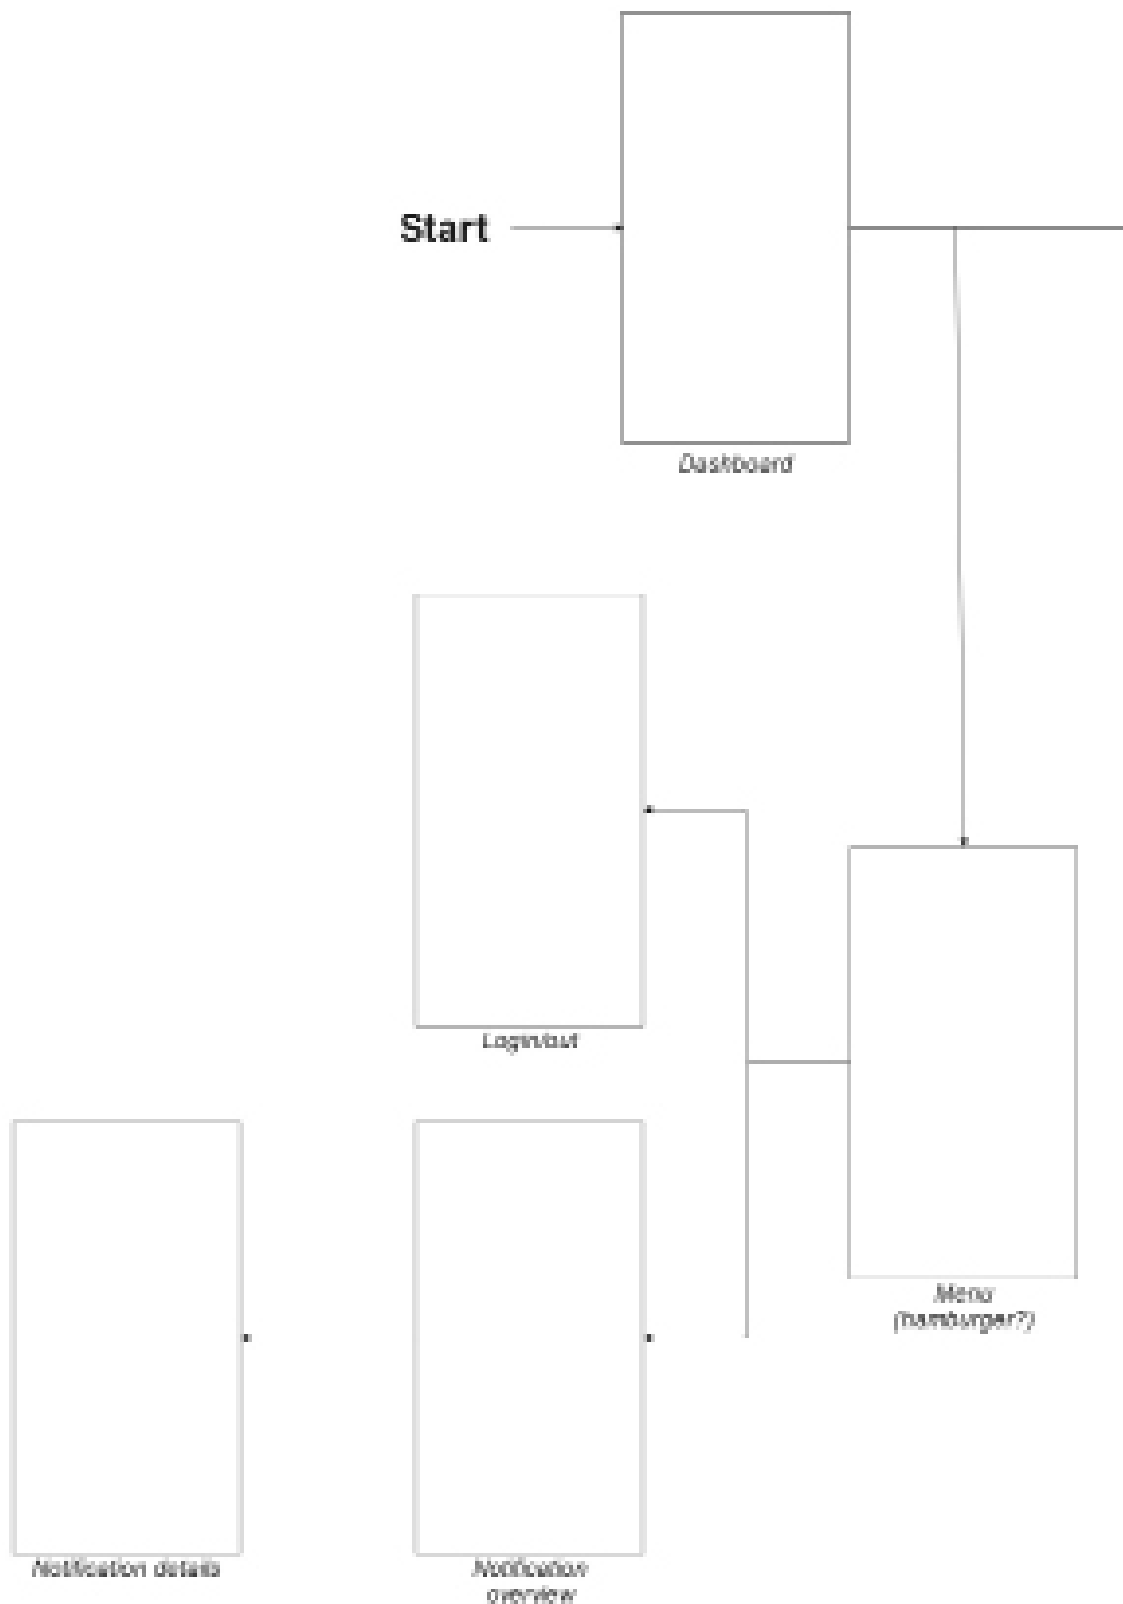 Start
Dashboard
Login/out
Menu
(hamburger?)
Notification details
Notification
overview